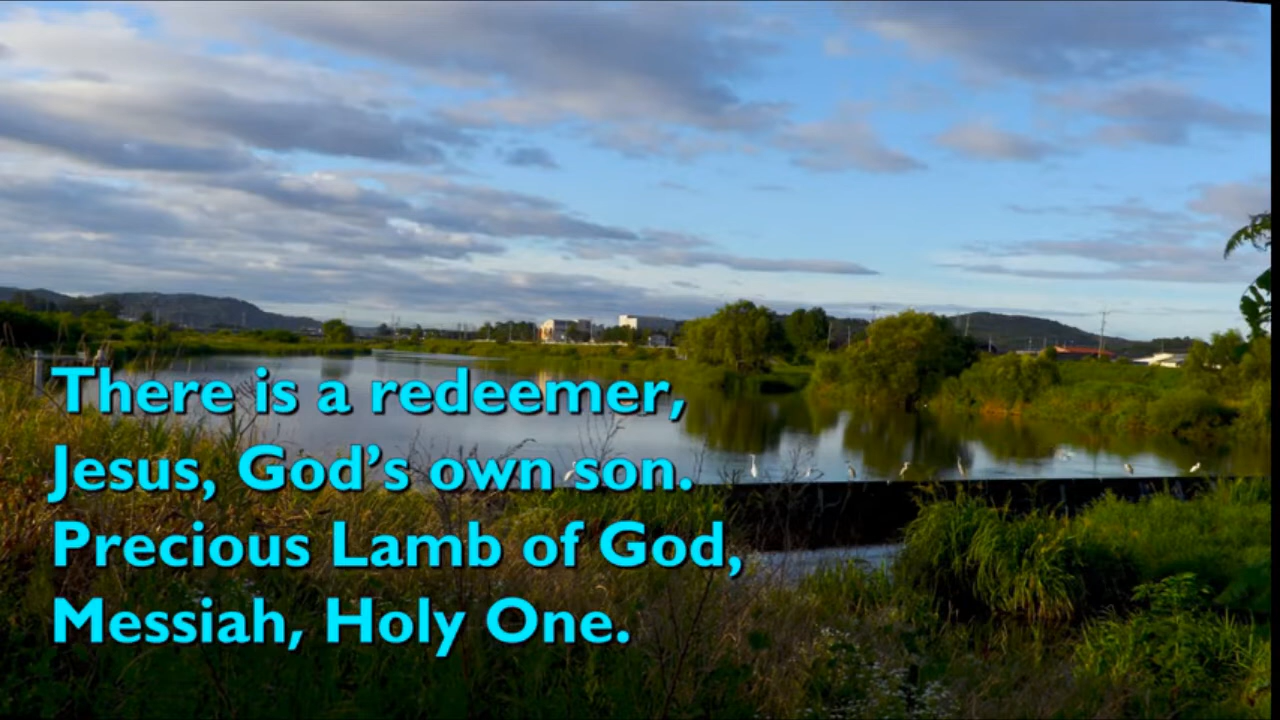 There is a redeemer,
Jesus, God’s own son.
Precious Lamb of God,
Messiah, Holy One.